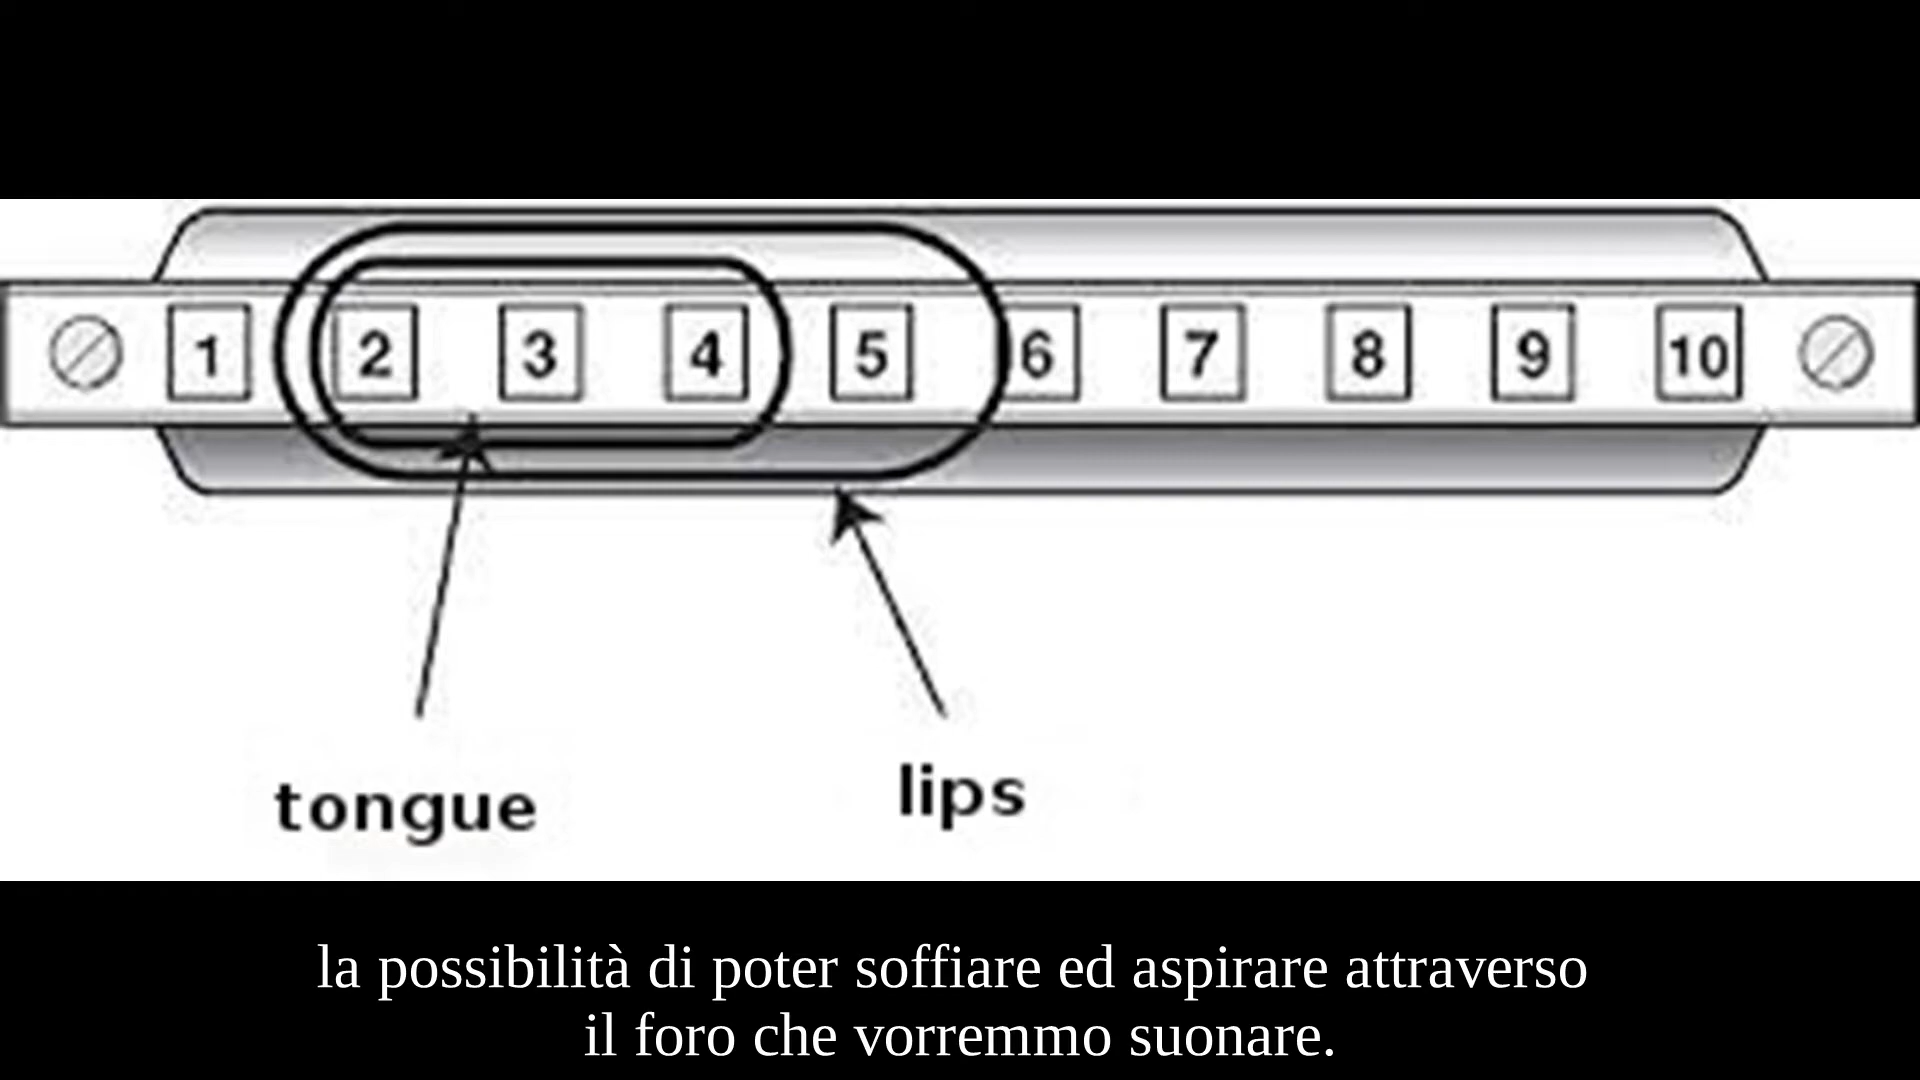 1 2 3 4 5 6 7 8 9 10
tongue
lips
la possibilità di poter soffiare ed aspirare attraverso
il foro che vorremmo suonare.